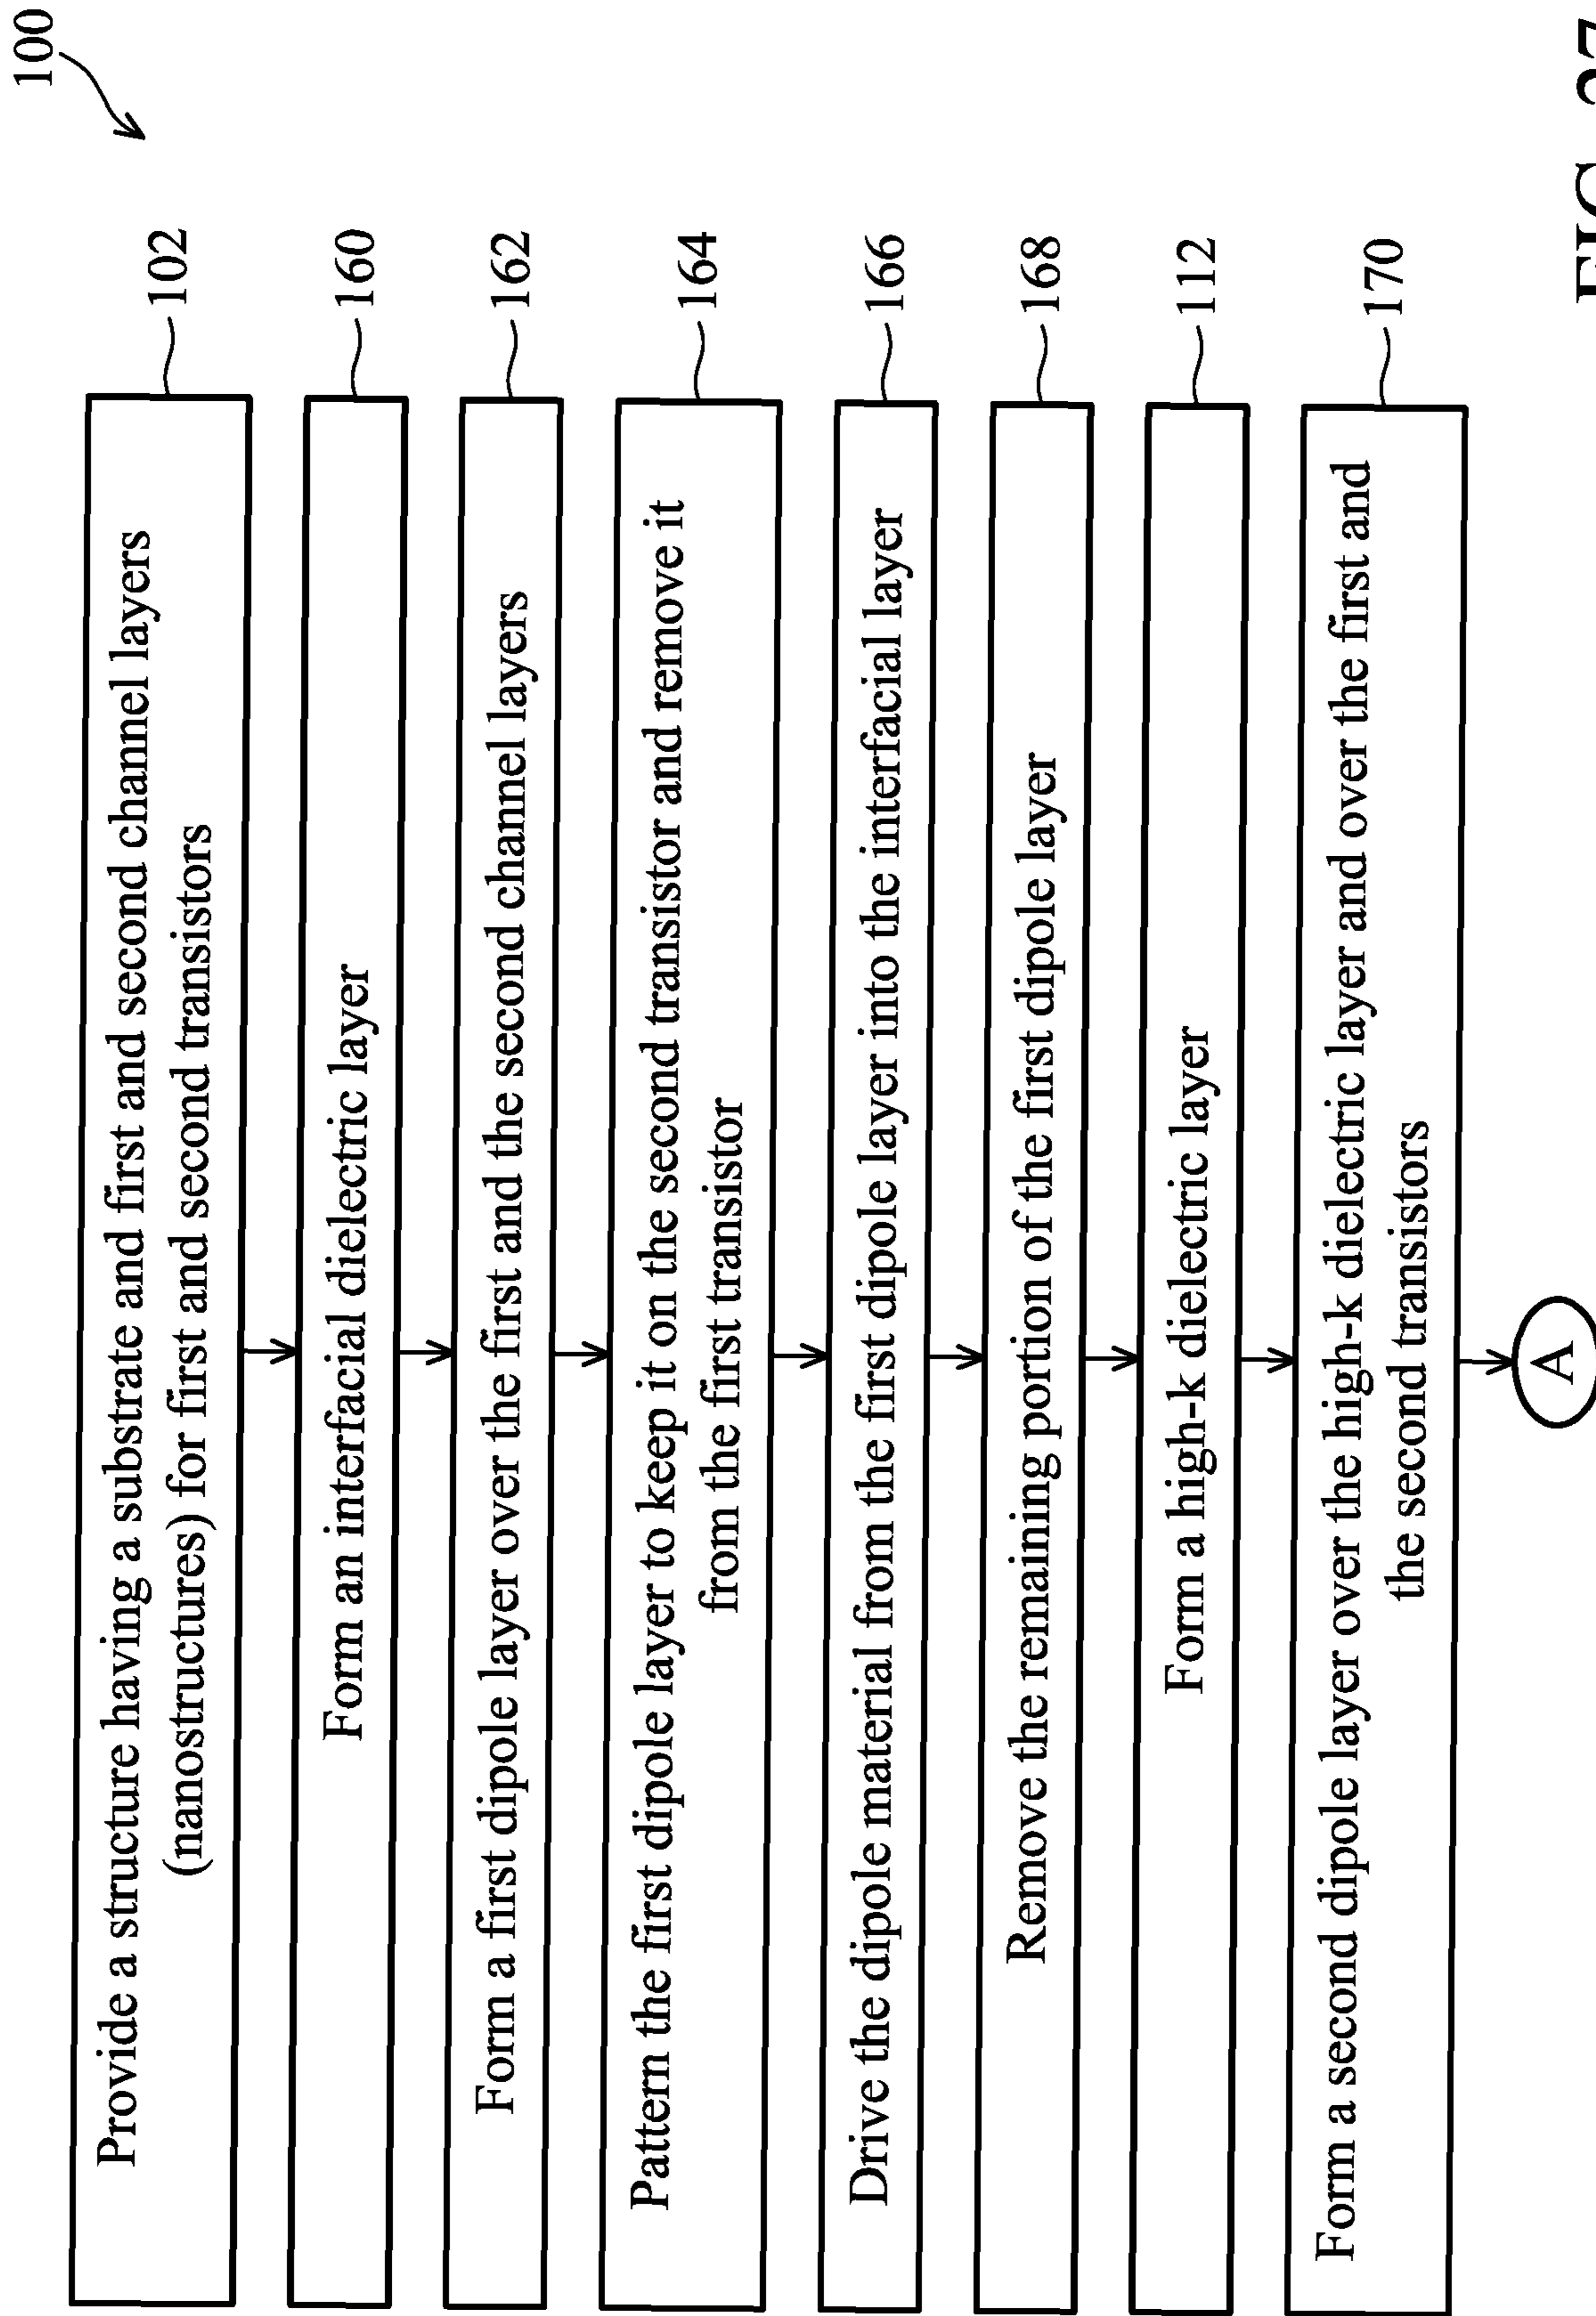 100
Provide a structure having a substrate and first and second channel layers
(nanostructures) for first and second transistors
102
Form an interfacial dielectric layer
160
Form a first dipole layer over the first and the second channel layers
162
Pattern the first dipole layer to keep it on the second transistor and remove it
from the first transistor
164
Drive the dipole material from the first dipole layer into the interfacial layer
166
Remove the remaining portion of the first dipole layer
168
Form a high-k dielectric layer
112
Form a second dipole layer over the high-k dielectric layer and over the first and
the second transistors
170
A